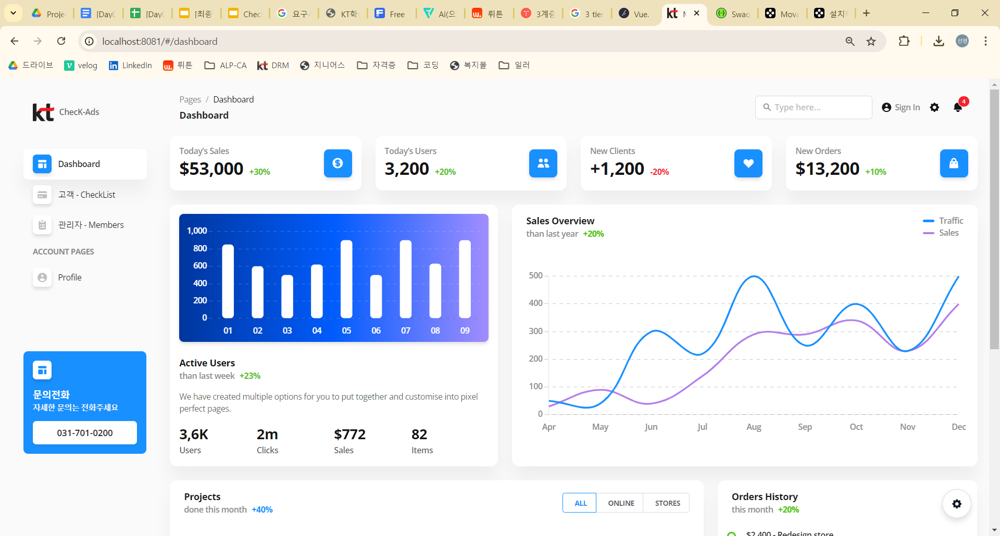 Proje
[Day(
[Day(
[최종
Chec
요구
KT학
Free
Ai(으
뤼튼
3계층
3 tier
Vue.
Swag
Mova
설치
localhost:8081/#/dashboard
선영
드라이브
velog
LinkedIn
뤼튼
ALP-CA
kt DRM
지니어스
자격증
코딩
복지몰
일러
kt ChecK-Ads
Pages / Dashboard
Dashboard
Type here...
Sign In
4
Dashboard
고객 - CheckList
관리자 - Members
ACCOUNT PAGES
Profile
문의전화
자세한 문의는 전화주세요
031-701-0200
Today's Sales
$53,000 +30%
Today's Users
3,200 +20%
New Clients
+1,200 -20%
New Orders
$13,200 +10%
1,000
800
600
400
200
0
01 02 03 04 05 06 07 08 09
Active Users
than last week +23%
We have created multiple options for you to put together and customise into pixel
perfect pages.
3,6K
Users
2m
Clicks
$772
Sales
82
Items
Sales Overview
than last year +20%
Traffic
Sales
500
400
300
200
100
0
Apr May Jun Jul Aug Sep Oct Nov Dec
Projects
done this month +40%
ALL ONLINE STORES
Orders History
this month +20%
$2,400 - Redesign store